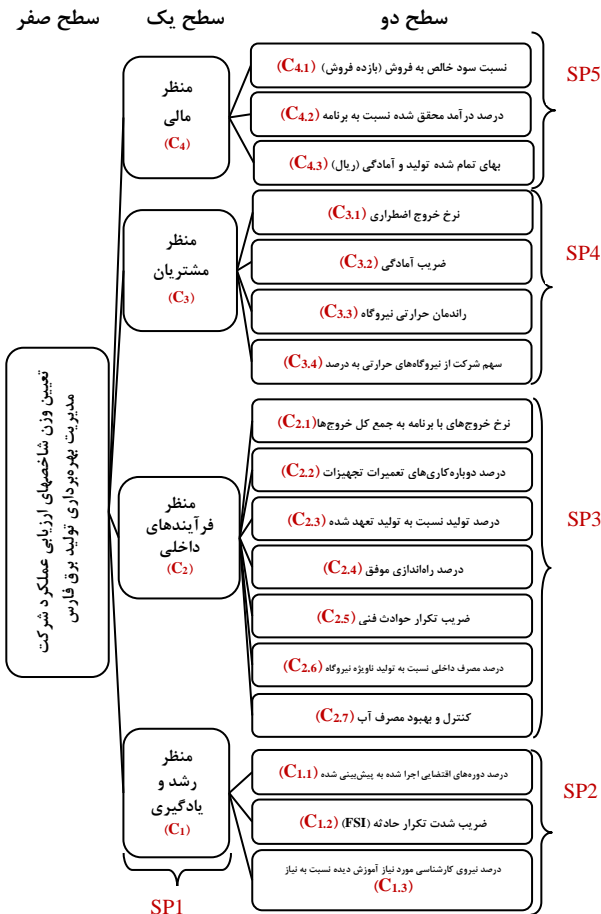 سطح صفر
سطح یک
سطح دو
تعیین وزن شاخصهای ارزیابی عملکرد شرکت
مدیریت بهره‌برداری تولید برق فارس
منظر
مالی
(C4)
نسبت سود خالص به فروش (بازده فروش) (C4.1)
درصد درآمد محقق شده نسبت به برنامه (C4.2)
بهای تمام شده تولید و آمادگی (ریال) (C4.3)
SP5
منظر
مشتریان
(C3)
نرخ خروج اضطراری (C3.1)
ضریب آمادگی (C3.2)
راندمان حرارتی نیروگاه (C3.3)
سهم شرکت از نیروگاه‌های حرارتی به درصد (C3.4)
SP4
منظر
فرآیندهای
داخلی
(C2)
نرخ خروج‌های با برنامه به جمع کل خروج‌ها (C2.1)
درصد دوباره‌کاری‌های تعمیرات تجهیزات (C2.2)
درصد تولید نسبت به تولید تعهد شده (C2.3)
درصد راه‌اندازی موفق (C2.4)
ضریب تکرار حوادث فنی (C2.5)
درصد مصرف داخلی نسبت به تولید ناویژه نیروگاه (C2.6)
کنترل و بهبود مصرف آب (C2.7)
SP3
منظر
رشد و
یادگیری
(C1)
درصد دوره‌های اقتضایی اجرا شده به پیش‌بینی شده (C1.1)
ضریب شدت تکرار حادثه (FSI) (C1.2)
درصد نیروی کارشناسی مورد نیاز آموزش دیده نسبت به نیاز
(C1.3)
SP2
SP1